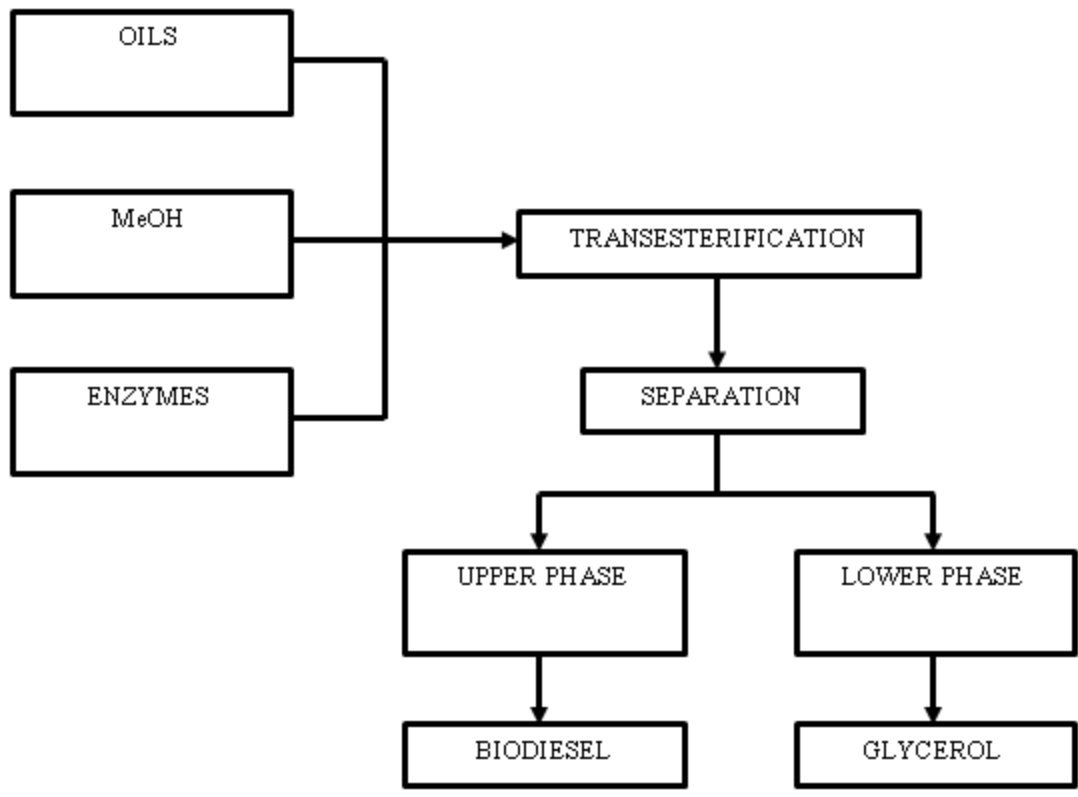 OILS
MeOH
TRANSESTERIFICATION
ENZYMES
SEPARATION
UPPER PHASE
LOWER PHASE
BIODIESEL
GLYCEROL